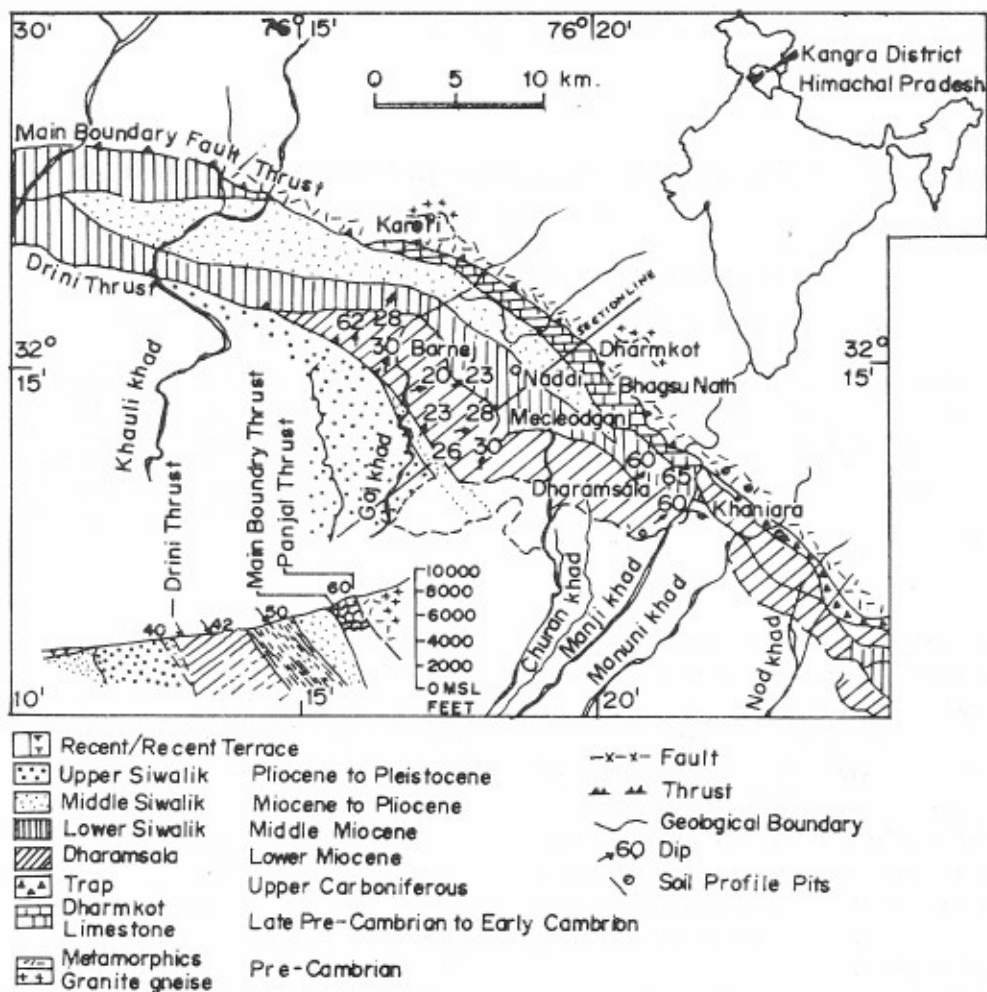 30'
76° 15'
76° 20'
0 5 10 km.
Kangra District
Himachal Pradesh
Main Boundary Fault Thrust
Kareri
Drini Thrust
SECTION LINE
62
28
32°
15'
30
Barnej
Dharmkot
32°
15'
20
23
Naddi
Bhagsu Nath
23
28
Mecleodganj
26
30
60
65
Khauli khad
Gaj khad
Dharamsala
60
Khaniara
Drini Thrust
Main Boundry Thrust
Panjal Thrust
Churan khad
Manji khad
Manuni khad
Nod khad
40
42
50
60
10000
8000
6000
4000
2000
0 MSL
FEET
10'
15'
20'
Recent/Recent Terrace
Upper Siwalik Pliocene to Pleistocene
Middle Siwalik Miocene to Pliocene
Lower Siwalik Middle Miocene
Dharamsala Lower Miocene
Trap Upper Carboniferous
Dharmkot
Limestone Late Pre-Cambrian to Early Cambribn
Metamorphics
Granite gneise Pre-Cambrian
Fault
Thrust
Geological Boundary
60 Dip
Soil Profile Pits